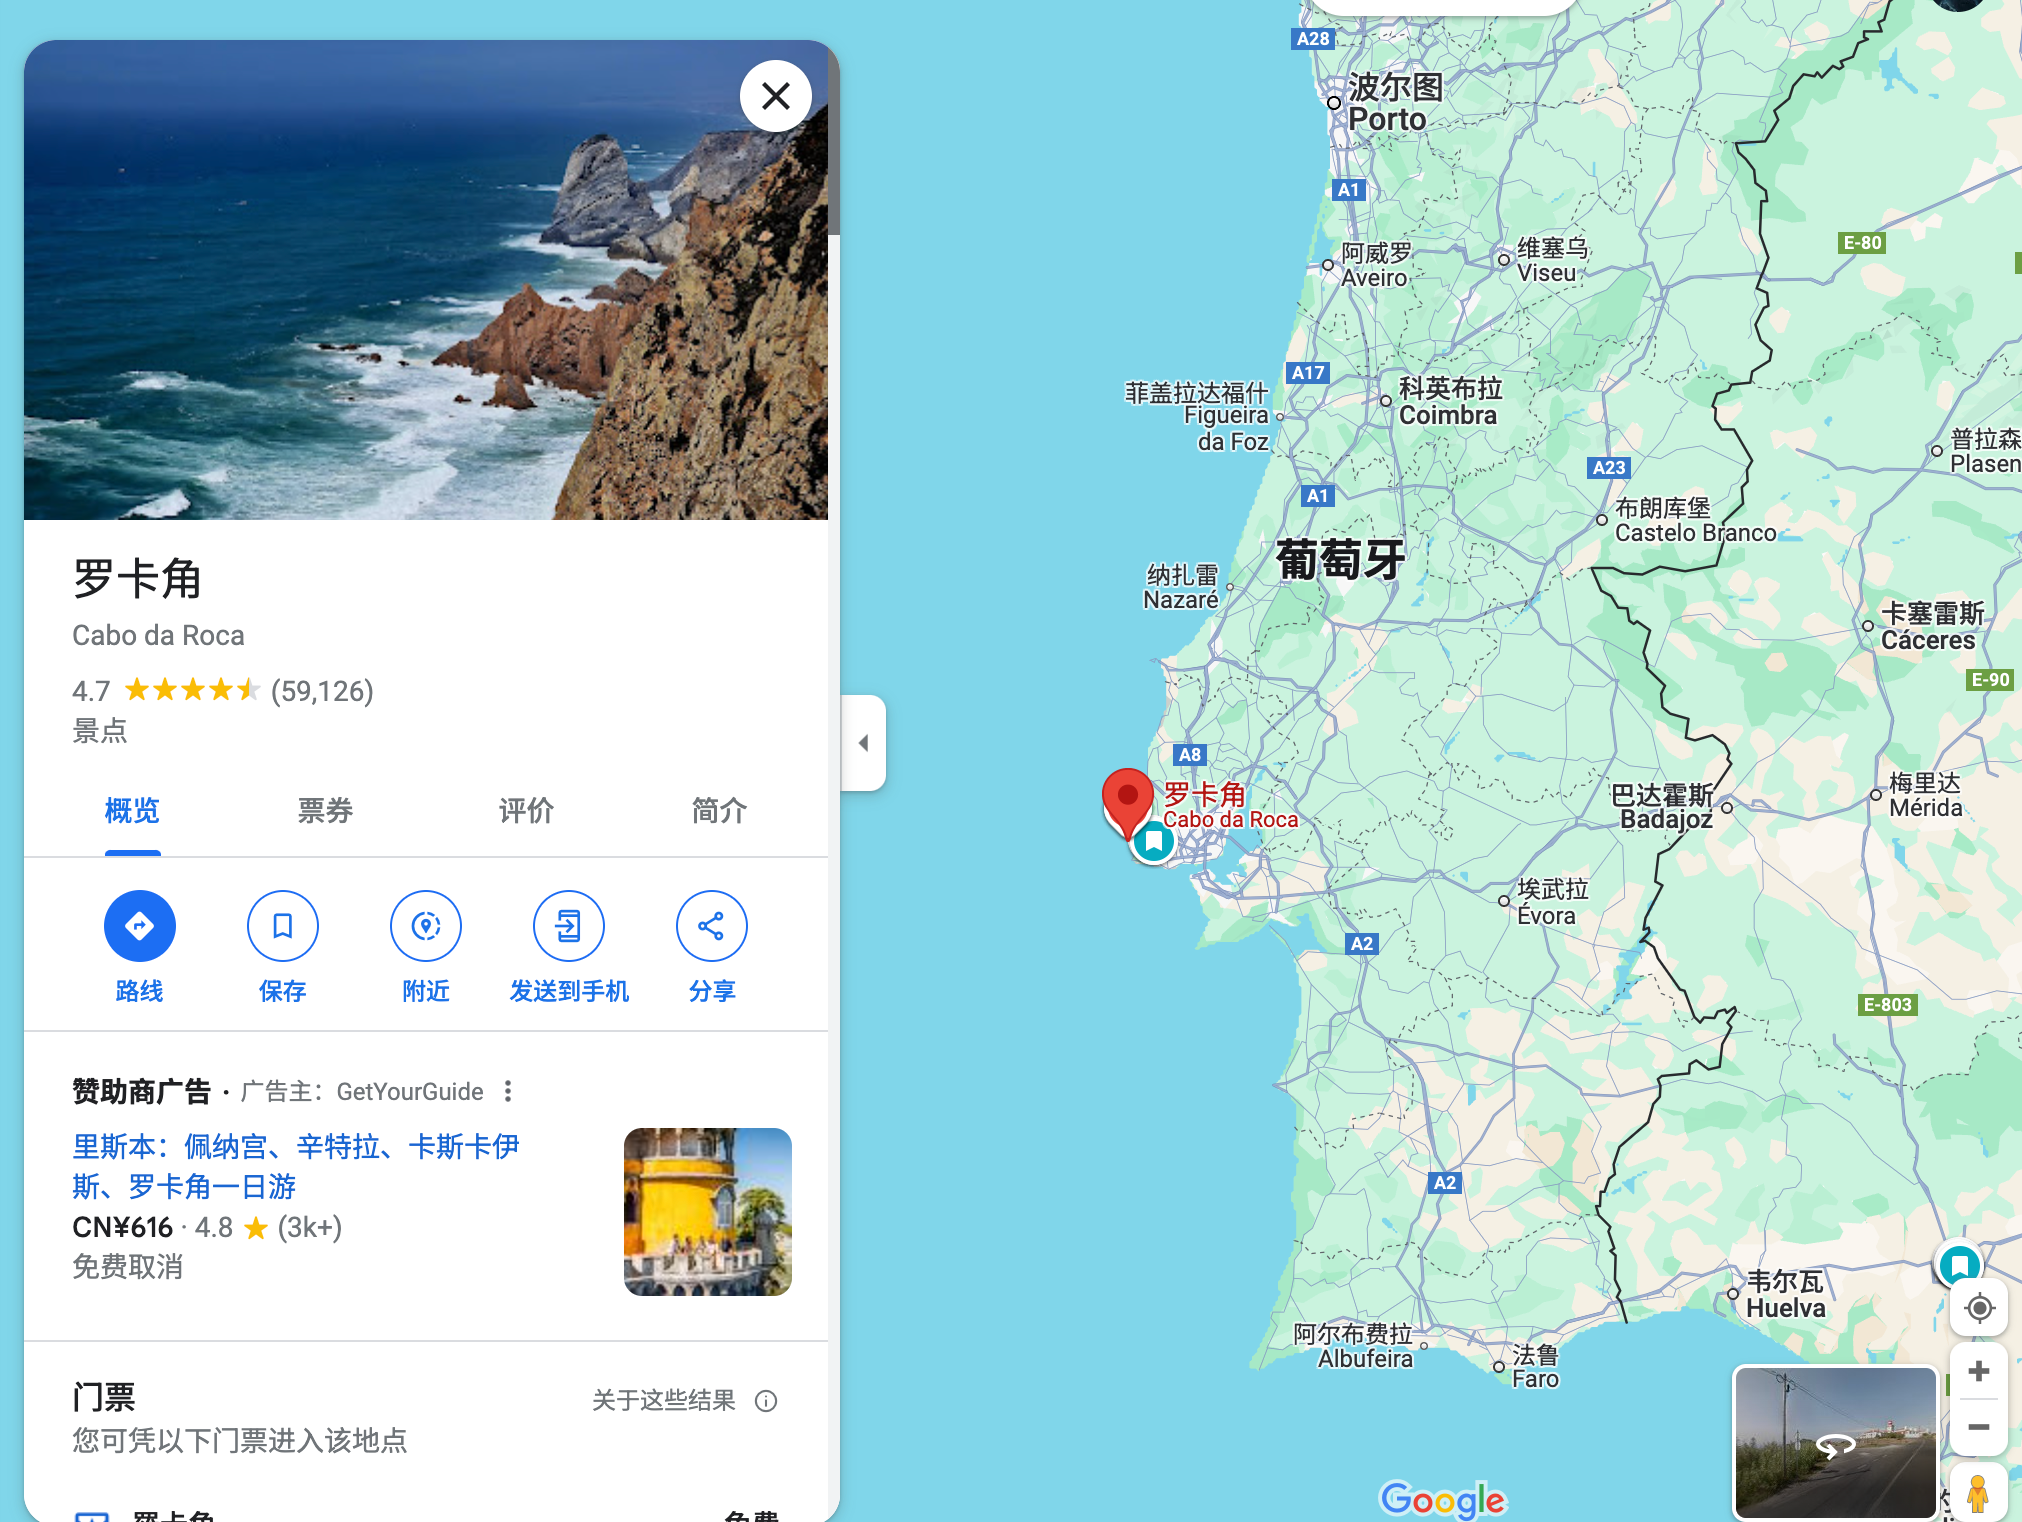 罗卡角
Cabo da Roca
4.7 (59,126)
景点
概览
票券
评价
简介
路线
保存
附近
发送到手机
分享
赞助商广告 · 广告主：GetYourGuide
里斯本：佩纳宫、辛特拉、卡斯卡伊
斯、罗卡角一日游
CN¥616 · 4.8 (3k+)
免费取消
门票
关于这些结果
您可凭以下门票进入该地点
罗卡角
免费
A28
波尔图
Porto
A1
阿威罗
Aveiro
维塞乌
Viseu
E-80
A17
菲盖拉达福什
Figueira
da Foz
科英布拉
Coimbra
A23
普拉森
Plasen
A1
布朗库堡
Castelo Branco
葡萄牙
纳扎雷
Nazaré
卡塞雷斯
Cáceres
E-90
A8
罗卡角
Cabo da Roca
巴达霍斯
Badajoz
梅里达
Mérida
埃武拉
Évora
A2
E-803
A2
韦尔瓦
Huelva
阿尔布费拉
Albufeira
法鲁
Faro
Google